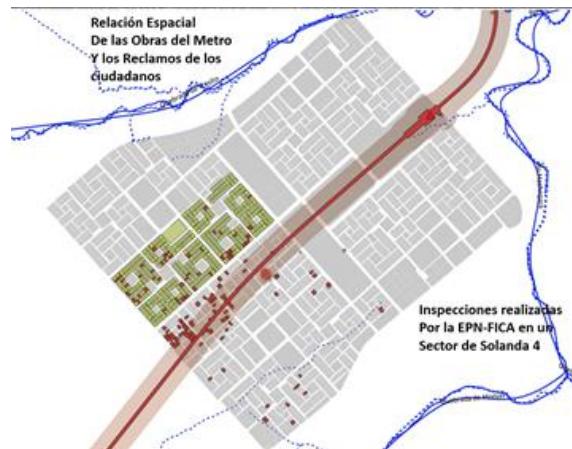 Relación Espacial
De las Obras del Metro
Y los Reclamos de los
ciudadanos
Inspecciones realizadas
Por la EPN-FICA en un
Sector de Solanda 4